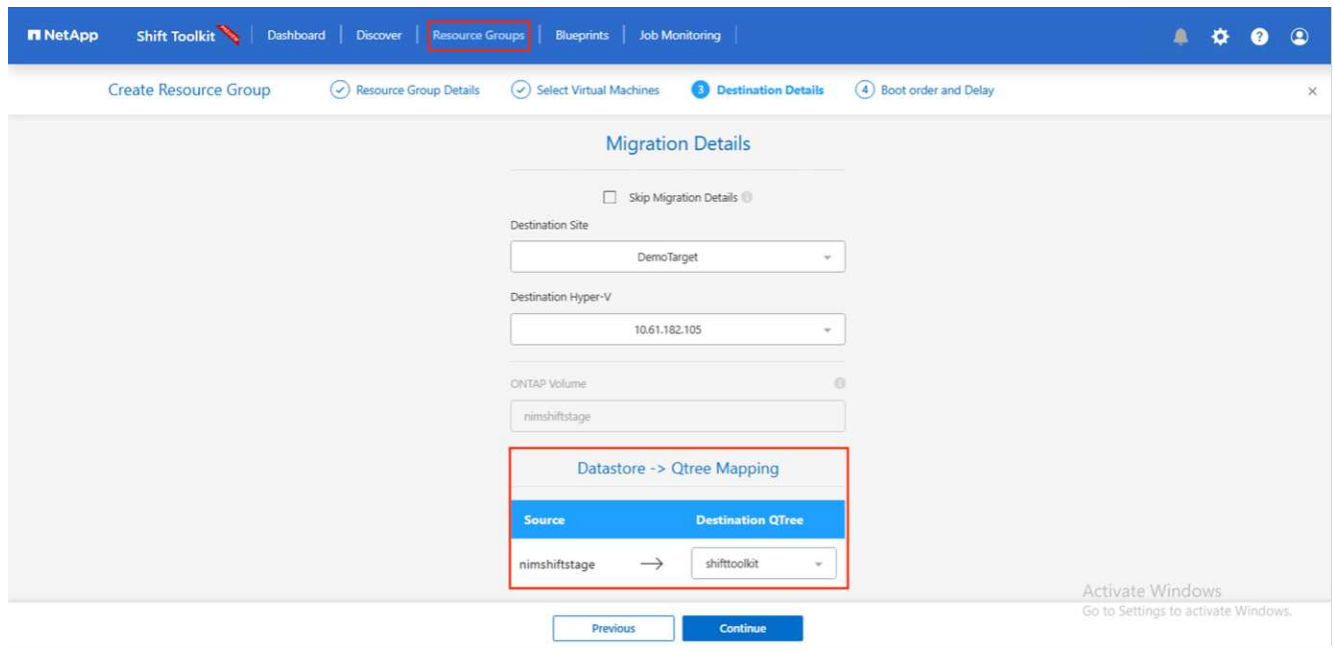 NetApp Shift Toolkit Dashboard Discover Resource Groups Blueprints Job Monitoring
Create Resource Group Resource Group Details Select Virtual Machines 3 Destination Details 4 Boot order and Delay
Migration Details
Skip Migration Details
Destination Site
DemoTarget
Destination Hyper-V
10.61.182.105
ONTAP Volume
nimshiftstage
Datastore -> Qtree Mapping
Source Destination QTree
nimshiftstage → shifttoolkit
Activate Windows
Go to Settings to activate Windows.
Previous Continue